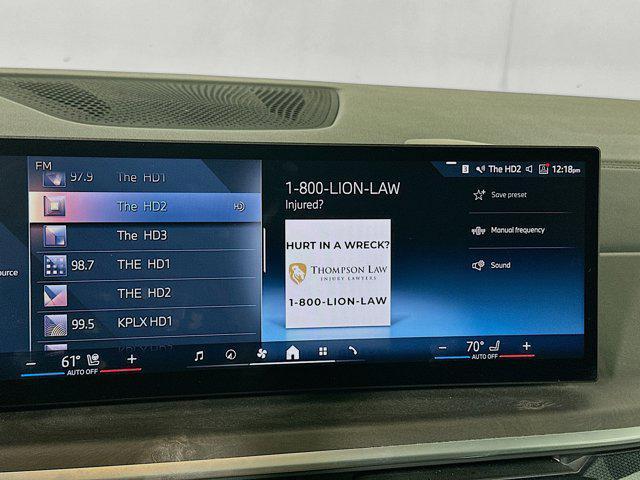 FM
97.9 The HD1
The HD2
The HD3
98.7 THE HD1
THE HD2
99.5 KPLX HD1
ource
1-800-LION-LAW
Injured?
HURT IN A WRECK?
THOMPSON LAW
INJURY LAWYERS
1-800-LION-LAW
3 The HD2 12:18pm
Save preset
Manual frequency
Sound
− 61° +
AUTO OFF
− 70° +
AUTO OFF